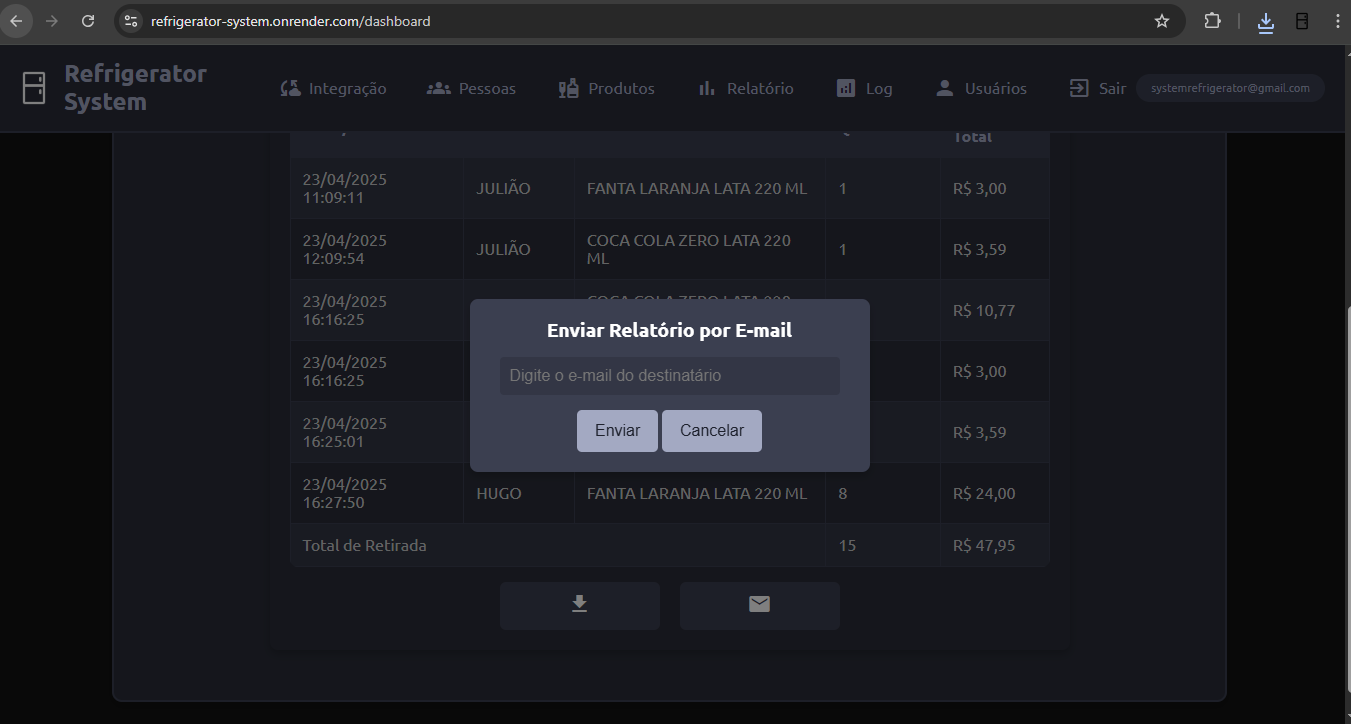 refrigerator-system.onrender.com/dashboard
Refrigerator
System
Integração
Pessoas
Produtos
Relatório
Log
Usuários
Sair
systemrefrigerator@gmail.com
Total
23/04/2025
11:09:11
JULIÃO
FANTA LARANJA LATA 220 ML
1
R$ 3,00
23/04/2025
12:09:54
JULIÃO
COCA COLA ZERO LATA 220
ML
1
R$ 3,59
23/04/2025
16:16:25
COCA COLA ZERO LATA 220
R$ 10,77
23/04/2025
16:16:25
R$ 3,00
23/04/2025
16:25:01
R$ 3,59
Enviar Relatório por E-mail
Digite o e-mail do destinatário
Enviar
Cancelar
23/04/2025
16:27:50
HUGO
FANTA LARANJA LATA 220 ML
8
R$ 24,00
Total de Retirada
15
R$ 47,95